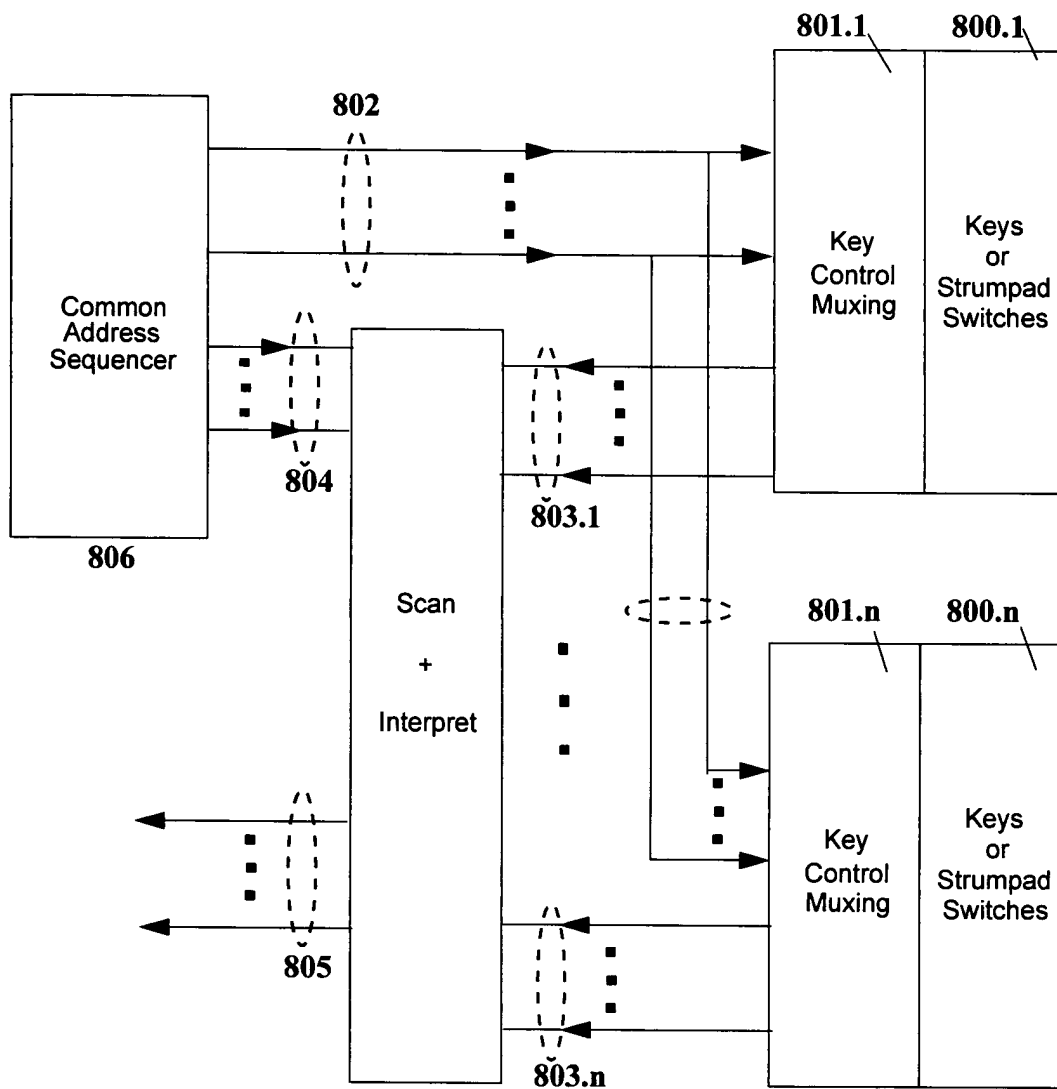 801.1
800.1
802
Key
Control
Muxing
Keys
or
Strumpad
Switches
Common
Address
Sequencer
804
803.1
806
Scan
+
Interpret
801.n
800.n
Key
Control
Muxing
Keys
or
Strumpad
Switches
805
803.n